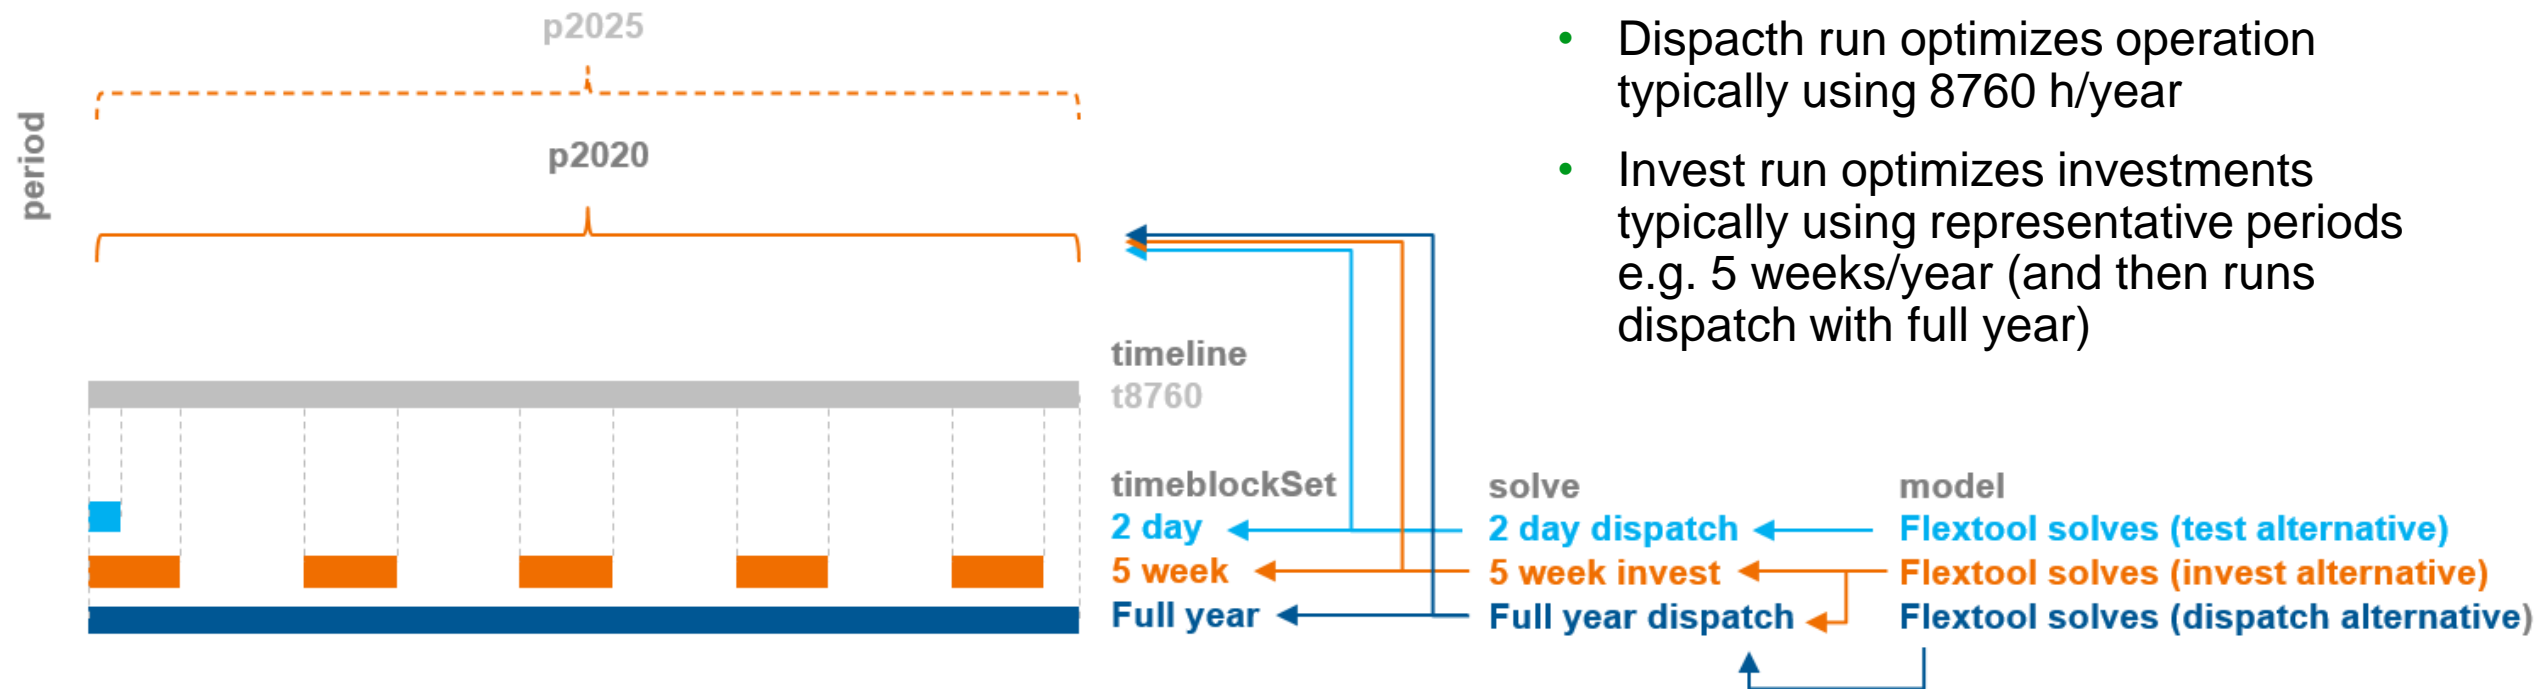 p2025
period
p2020
• Dispacth run optimizes operation
typically using 8760 h/year
• Invest run optimizes investments
typically using representative periods
e.g. 5 weeks/year (and then runs
dispatch with full year)
timeline
t8760
timeblockSet
2 day
5 week
Full year
solve
2 day dispatch
5 week invest
Full year dispatch
model
Flextool solves (test alternative)
Flextool solves (invest alternative)
Flextool solves (dispatch alternative)